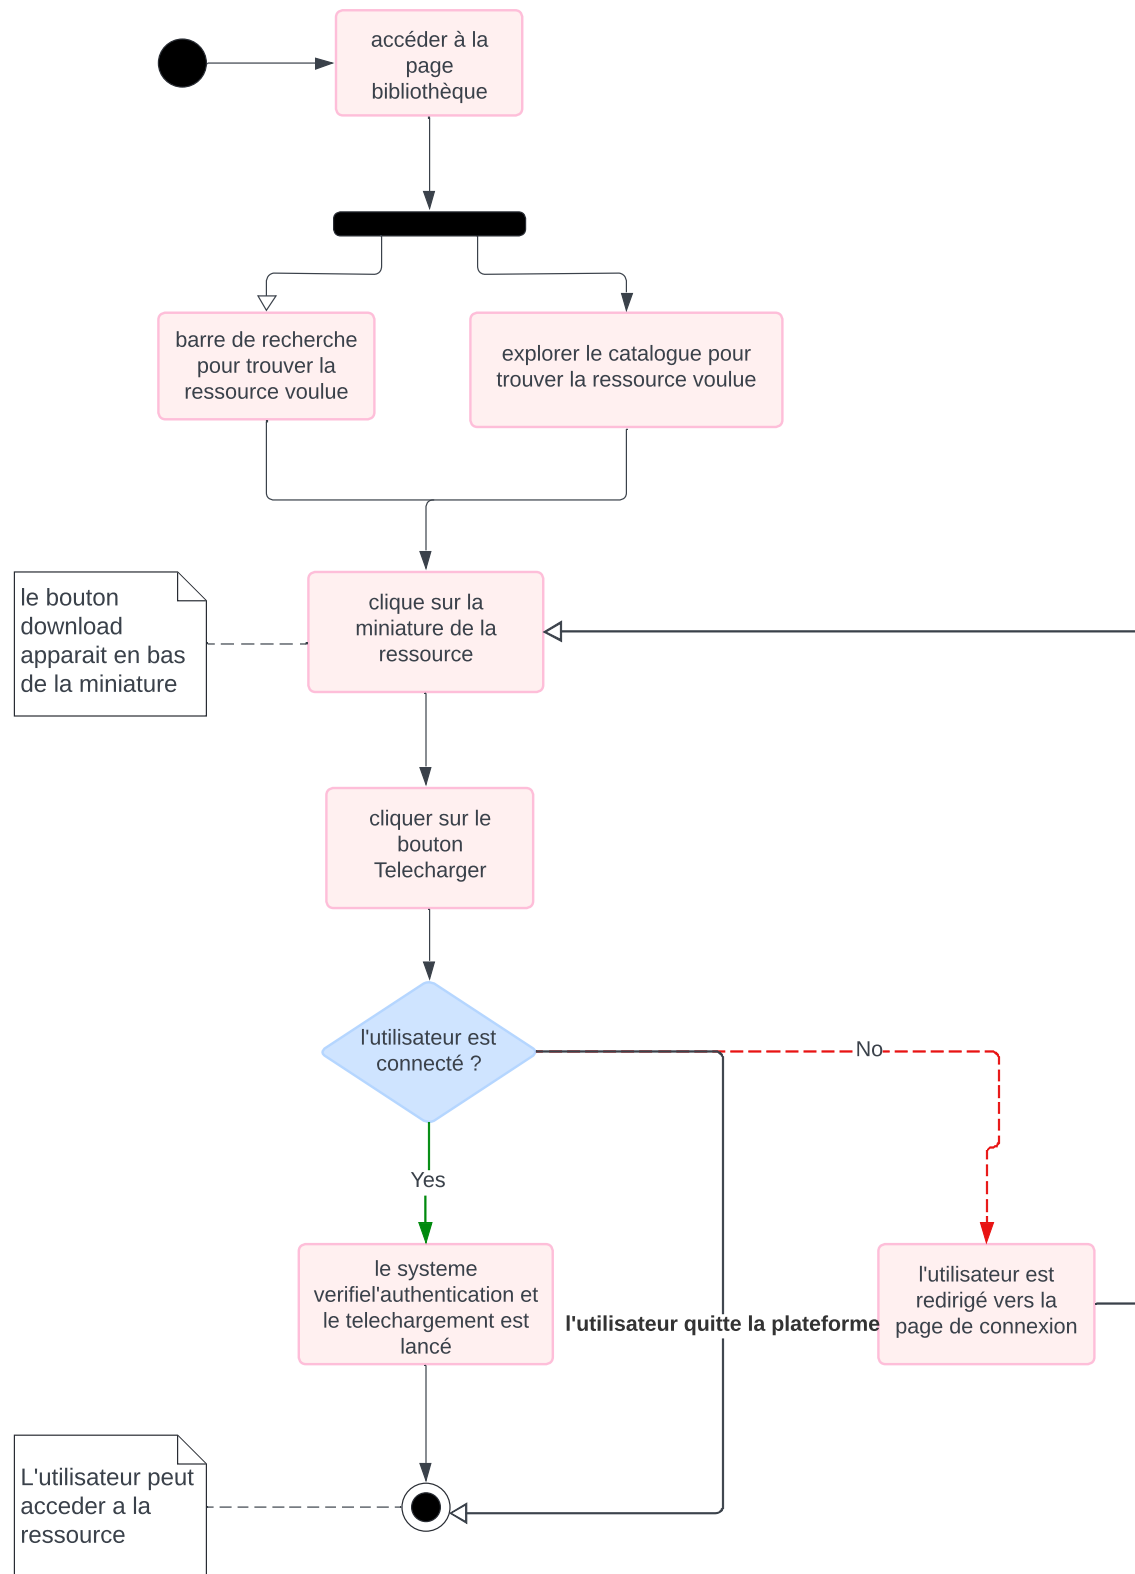 accéder à la
page
bibliothèque
barre de recherche
pour trouver la
ressource voulue
explorer le catalogue pour
trouver la ressource voulue
le bouton
download
apparait en bas
de la miniature
clique sur la
miniature de la
ressource
cliquer sur le
bouton
Telecharger
l'utilisateur est
connecté ?
No
Yes
le systeme
verifiel'authentication et
le telechargement est
lancé
l'utilisateur quitte la plateforme
l'utilisateur est
redirigé vers la
page de connexion
L'utilisateur peut
acceder a la
ressource